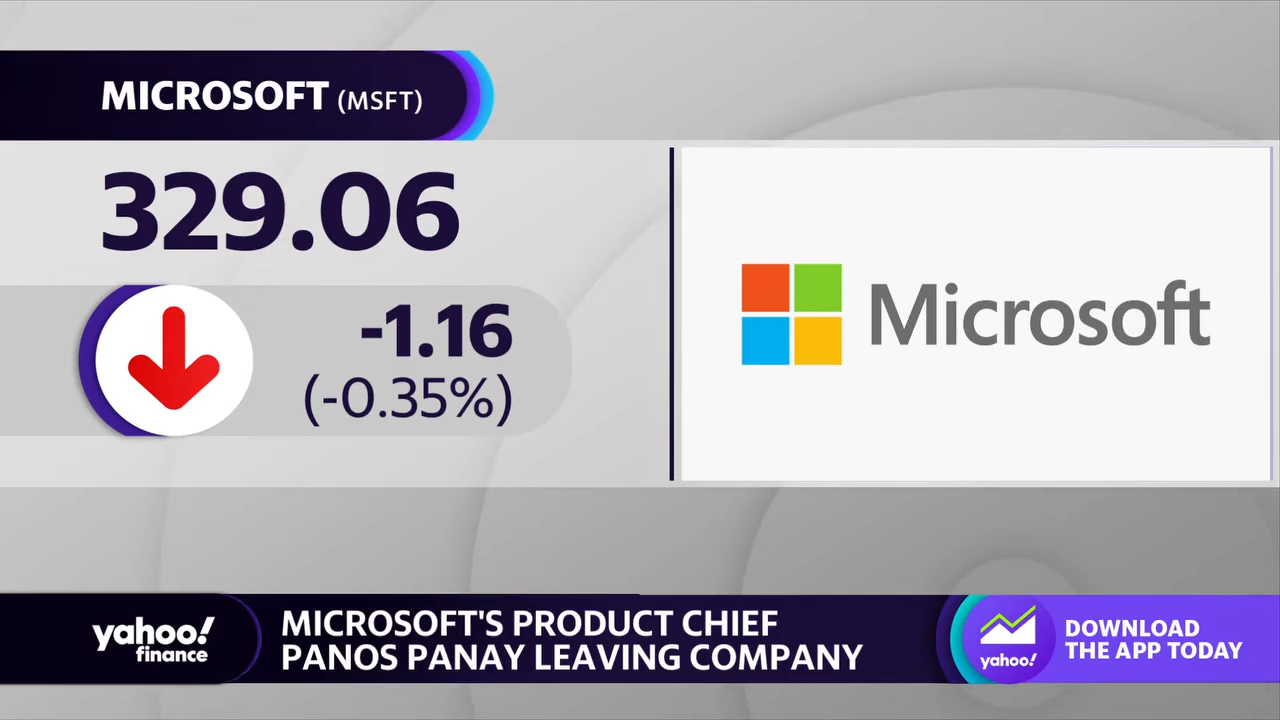 MICROSOFT (MSFT)
329.06
-1.16
(-0.35%)
Microsoft
yahoo!
finance
MICROSOFT'S PRODUCT CHIEF
PANOS PANAY LEAVING COMPANY
yahoo!
DOWNLOAD
THE APP TODAY